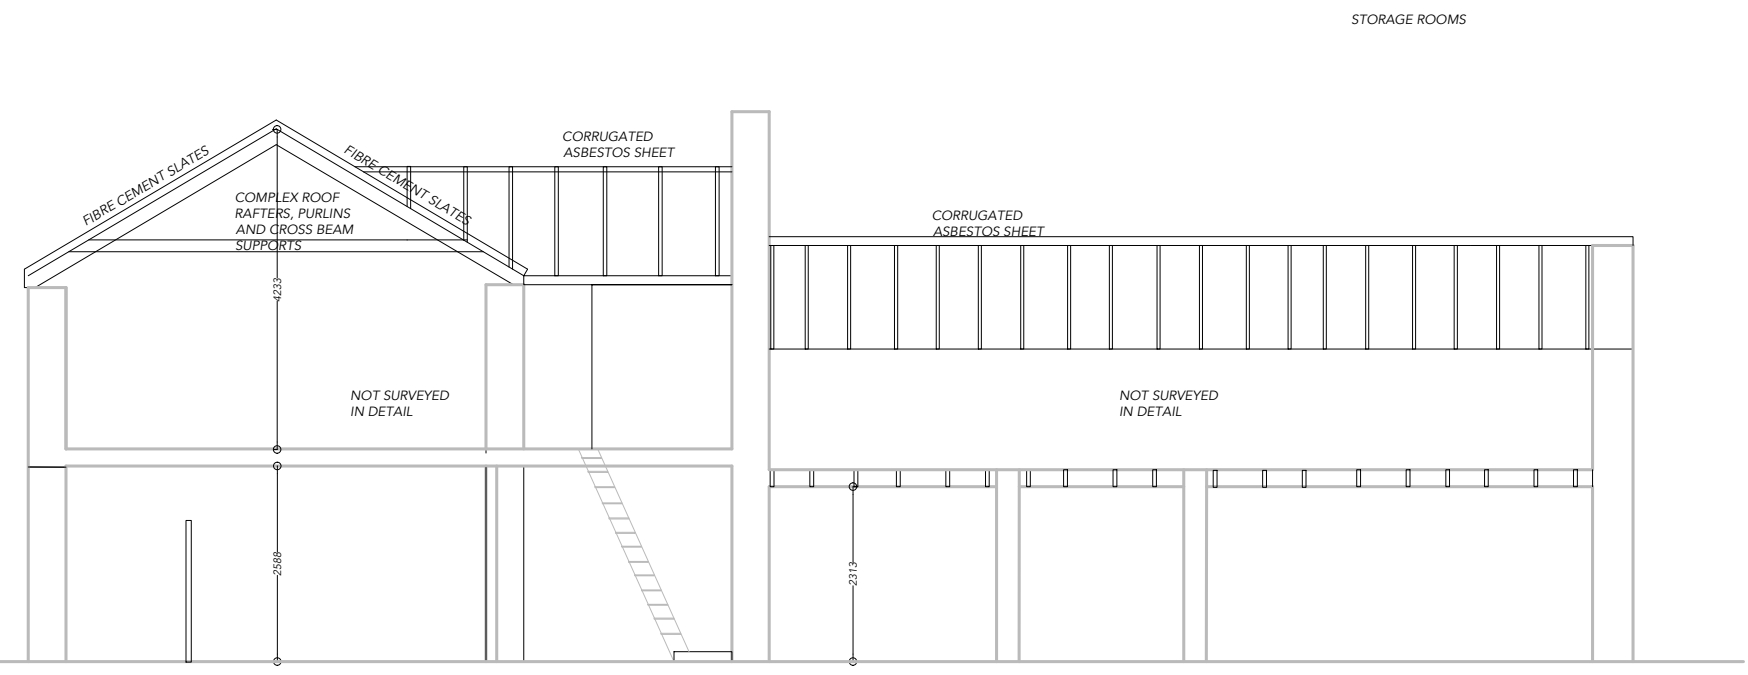 STORAGE ROOMS
CORRUGATED
ASBESTOS SHEET
FIBRE CEMENT SLATES
FIBRE CEMENT SLATES
COMPLEX ROOF
RAFTERS, PURLINS
AND CROSS BEAM
SUPPORTS
CORRUGATED
ASBESTOS SHEET
4233
NOT SURVEYED
IN DETAIL
NOT SURVEYED
IN DETAIL
2588
2313